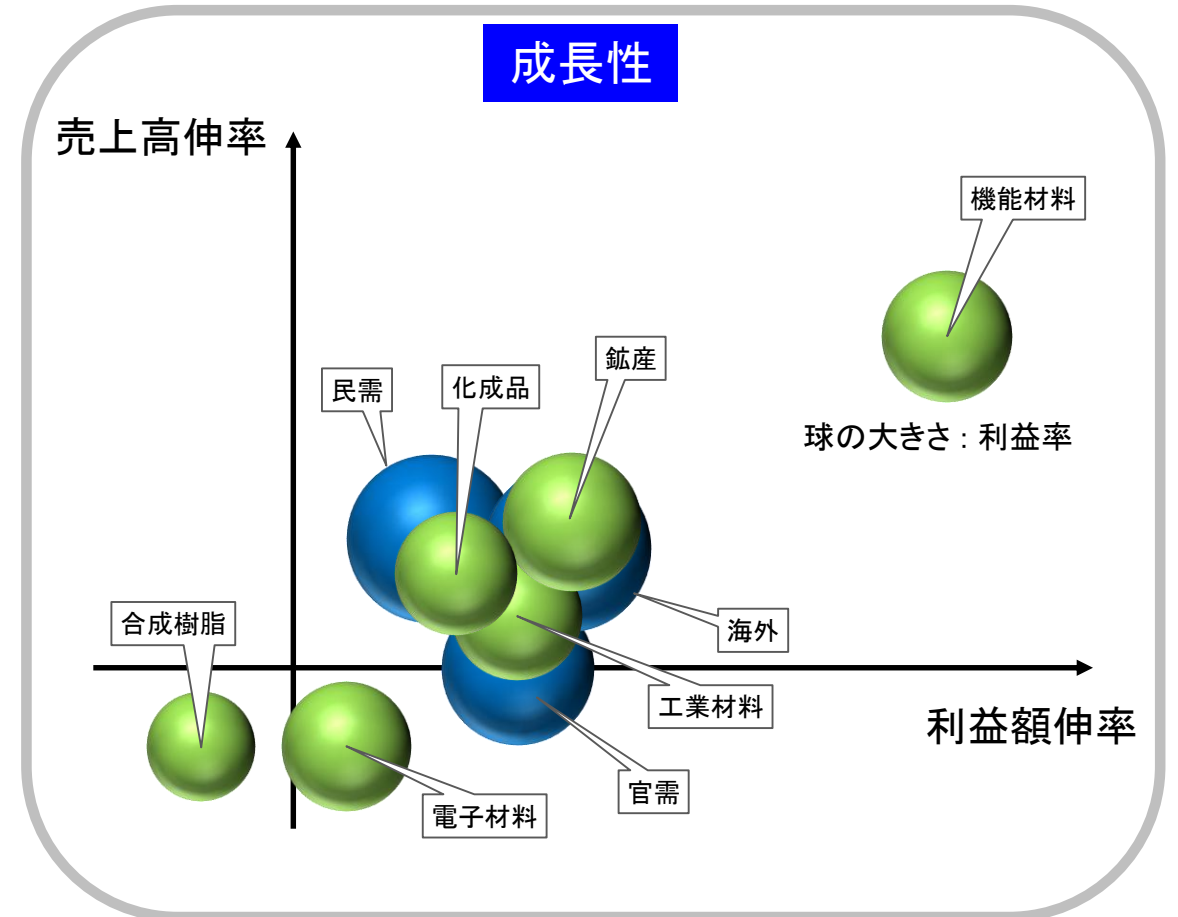 成長性
売上高伸率
機能材料
鉱産
民需
化成品
球の大きさ：利益率
合成樹脂
海外
工業材料
利益額伸率
官需
電子材料